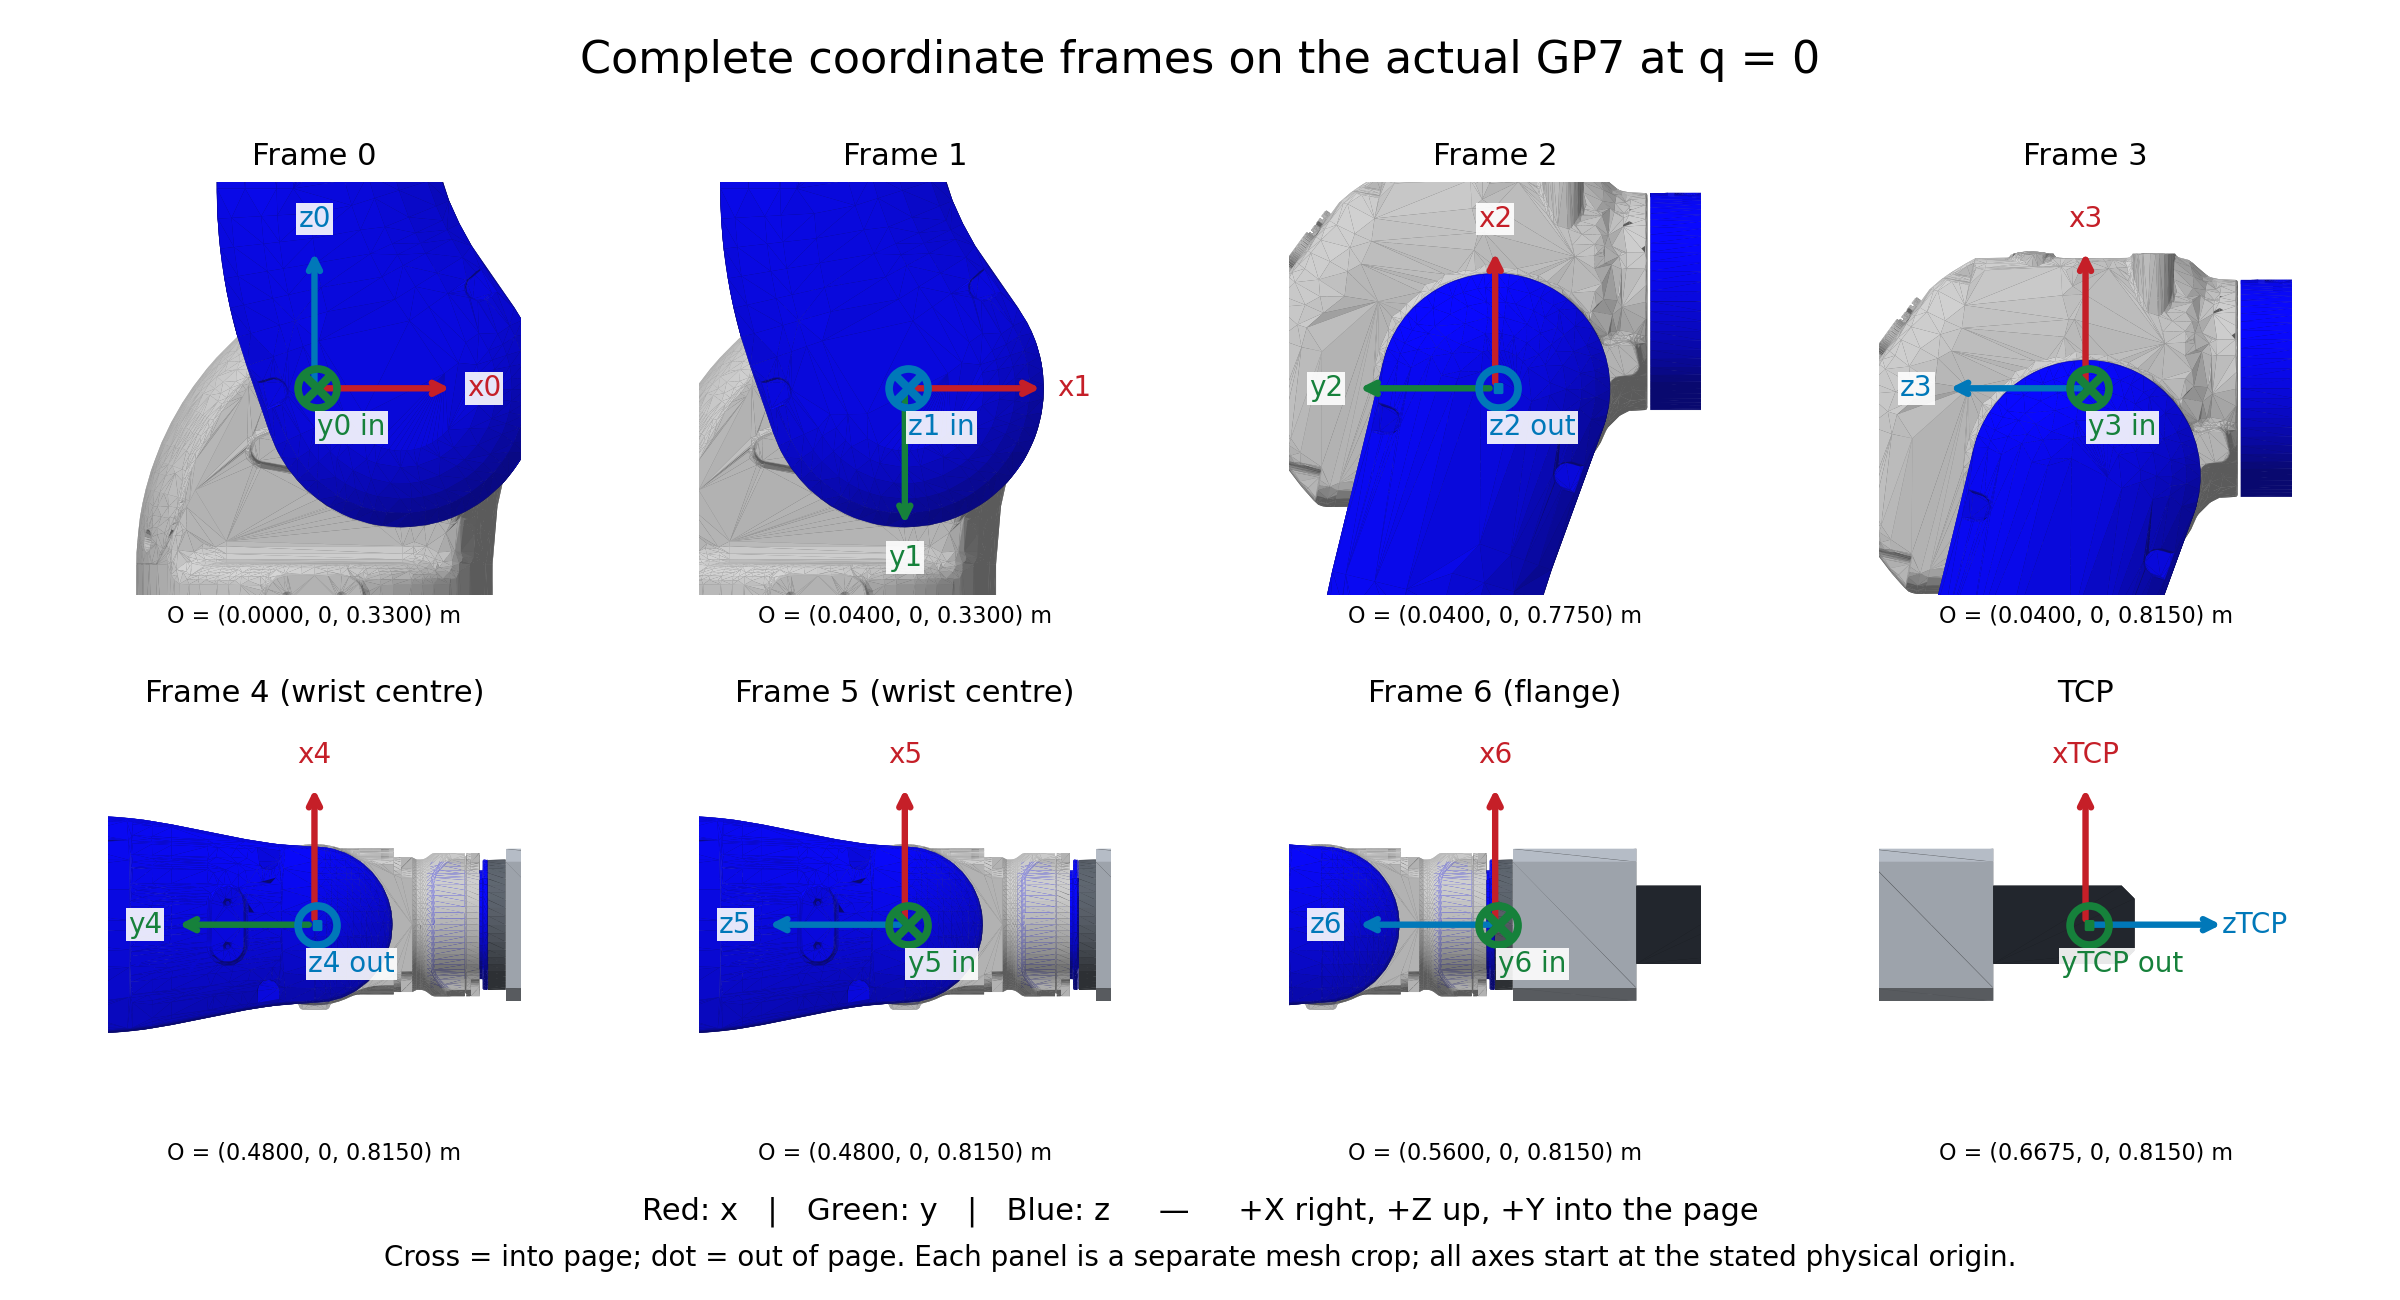 Complete coordinate frames on the actual GP7 at q = 0
Frame 0
z0
x0
y0 in
O = (0.0000, 0, 0.3300) m
Frame 1
x1
z1 in
y1
O = (0.0400, 0, 0.3300) m
Frame 2
x2
y2
z2 out
O = (0.0400, 0, 0.7750) m
Frame 3
x3
z3
y3 in
O = (0.0400, 0, 0.8150) m
Frame 4 (wrist centre)
x4
y4
z4 out
O = (0.4800, 0, 0.8150) m
Frame 5 (wrist centre)
x5
z5
y5 in
O = (0.4800, 0, 0.8150) m
Frame 6 (flange)
x6
z6
y6 in
O = (0.5600, 0, 0.8150) m
TCP
xTCP
zTCP
yTCP out
O = (0.6675, 0, 0.8150) m
Red: x | Green: y | Blue: z — +X right, +Z up, +Y into the page
Cross = into page; dot = out of page. Each panel is a separate mesh crop; all axes start at the stated physical origin.